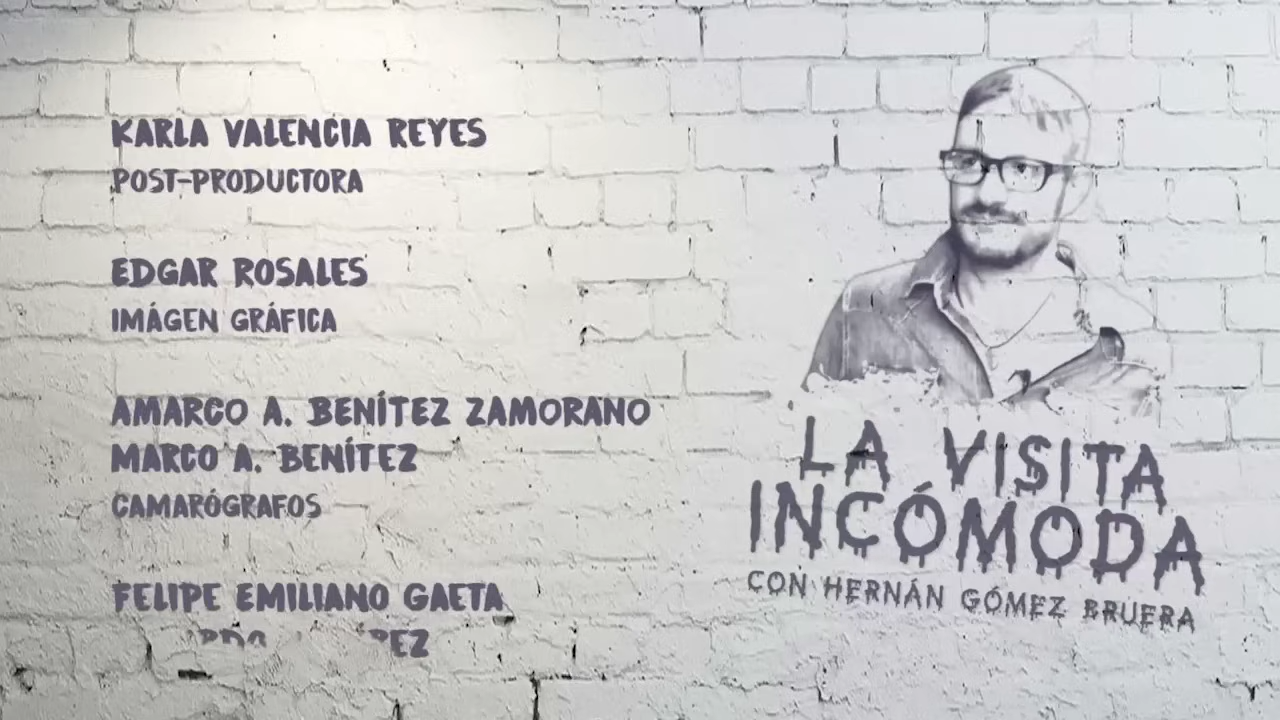 KARLA VALENCIA REYES
POST-PRODUCTORA
EDGAR ROSALES
IMÁGEN GRÁFICA
AMARCO A. BENÍTEZ ZAMORANO
MARCO A. BENÍTEZ
CAMARÓGRAFOS
FELIPE EMILIANO GAETA
LA VISITA
INCÓMODA
CON HERNÁN GÓMEZ BRUERA